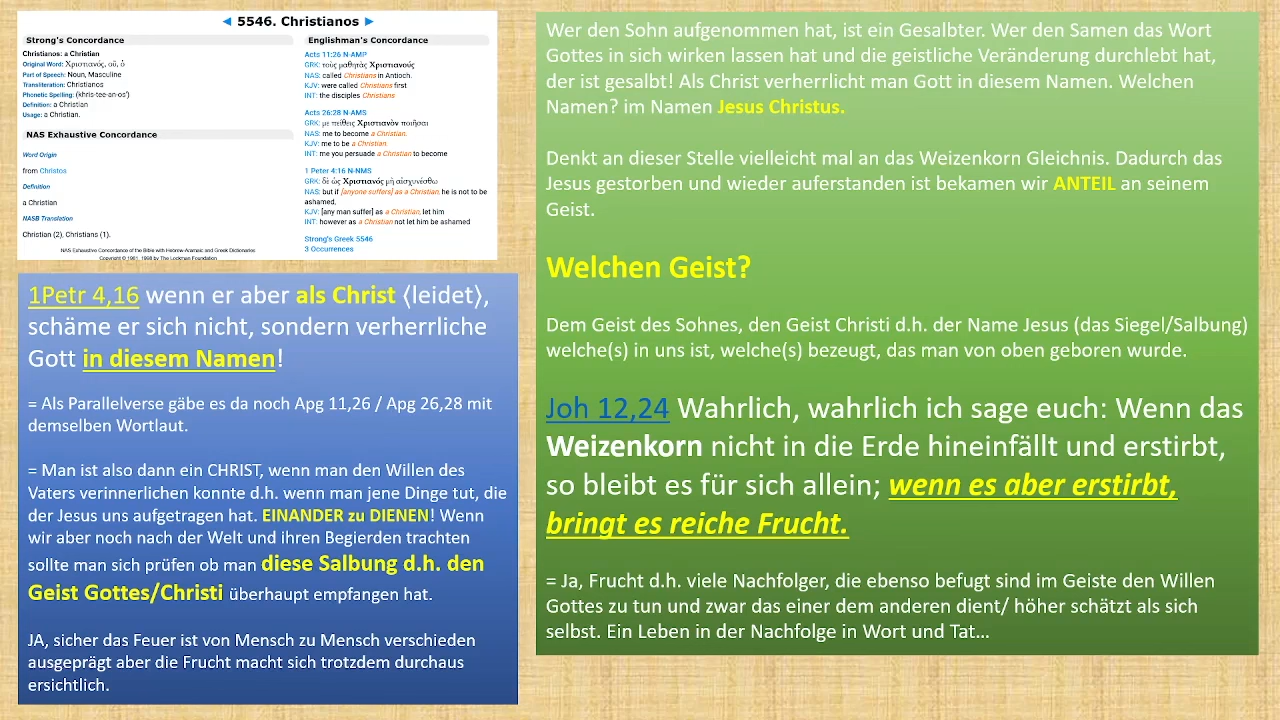 ◄ 5546. Christianos ►
Strong's Concordance
Christianos: a Christian
Original Word: Χριστιανός, οῦ, ὁ
Part of Speech: Noun, Masculine
Transliteration: Christianos
Phonetic Spelling: (khris-tee-an-os')
Definition: a Christian
Usage: a Christian.
NAS Exhaustive Concordance
Word Origin
from Christos
Definition
a Christian
NASB Translation
Christian (2), Christians (1).
NAS Exhaustive Concordance of the Bible with Hebrew-Aramaic and Greek Dictionaries
Copyright © 1981, 1998 by The Lockman Foundation
Englishman's Concordance
Acts 11:26 N-AMP
GRK: τοὺς μαθητὰς Χριστιανούς
NAS: called Christians in Antioch.
KJV: were called Christians first
INT: the disciples Christians
Acts 26:28 N-AMS
GRK: με πείθεις Χριστιανὸν ποιῆσαι
NAS: me to become a Christian.
KJV: me to be a Christian.
INT: me you persuade a Christian to become
1 Peter 4:16 N-NMS
GRK: δὲ ὡς Χριστιανός μὴ αἰσχυνέσθω
NAS: but if [anyone suffers] as a Christian, he is not to be
ashamed,
KJV: [any man suffer] as a Christian, let him
INT: however as a Christian not let him be ashamed
Strong's Greek 5546
3 Occurrences
1Petr 4,16 wenn er aber als Christ ⟨leidet⟩,
schäme er sich nicht, sondern verherrliche
Gott in diesem Namen!
= Als Parallelverse gäbe es da noch Apg 11,26 / Apg 26,28 mit
demselben Wortlaut.
= Man ist also dann ein CHRIST, wenn man den Willen des
Vaters verinnerlichen konnte d.h. wenn man jene Dinge tut, die
der Jesus uns aufgetragen hat. EINANDER zu DIENEN! Wenn
wir aber noch nach der Welt und ihren Begierden trachten
sollte man sich prüfen ob man diese Salbung d.h. den
Geist Gottes/Christi überhaupt empfangen hat.
JA, sicher das Feuer ist von Mensch zu Mensch verschieden
ausgeprägt aber die Frucht macht sich trotzdem durchaus
ersichtlich.
Wer den Sohn aufgenommen hat, ist ein Gesalbter. Wer den Samen das Wort
Gottes in sich wirken lassen hat und die geistliche Veränderung durchlebt hat,
der ist gesalbt! Als Christ verherrlicht man Gott in diesem Namen. Welchen
Namen? im Namen Jesus Christus.
Denkt an dieser Stelle vielleicht mal an das Weizenkorn Gleichnis. Dadurch das
Jesus gestorben und wieder auferstanden ist bekamen wir ANTEIL an seinem
Geist.
Welchen Geist?
Dem Geist des Sohnes, den Geist Christi d.h. der Name Jesus (das Siegel/Salbung)
welche(s) in uns ist, welche(s) bezeugt, das man von oben geboren wurde.
Joh 12,24 Wahrlich, wahrlich ich sage euch: Wenn das
Weizenkorn nicht in die Erde hineinfällt und erstirbt,
so bleibt es für sich allein; wenn es aber erstirbt,
bringt es reiche Frucht.
= Ja, Frucht d.h. viele Nachfolger, die ebenso befugt sind im Geiste den Willen
Gottes zu tun und zwar das einer dem anderen dient/ höher schätzt als sich
selbst. Ein Leben in der Nachfolge in Wort und Tat...